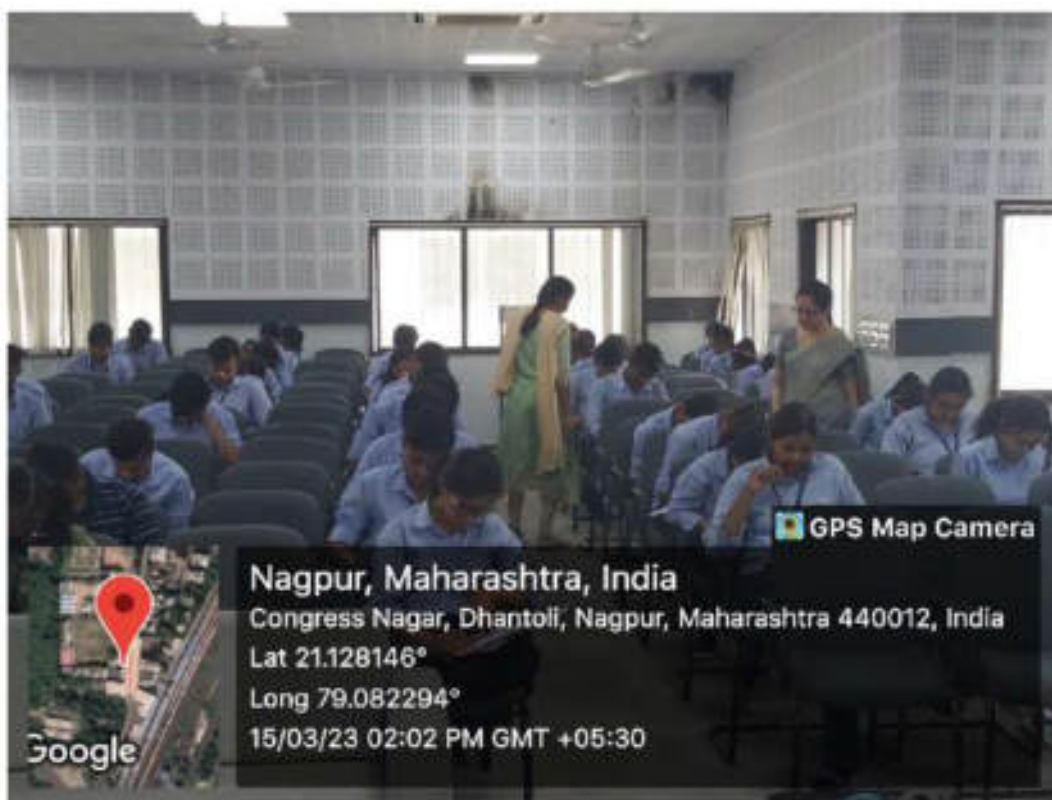 GPS Map Camera
Nagpur, Maharashtra, India
Congress Nagar, Dhantoli, Nagpur, Maharashtra 440012, India
Lat 21.128146°
Long 79.082294°
15/03/23 02:02 PM GMT +05:30
Google